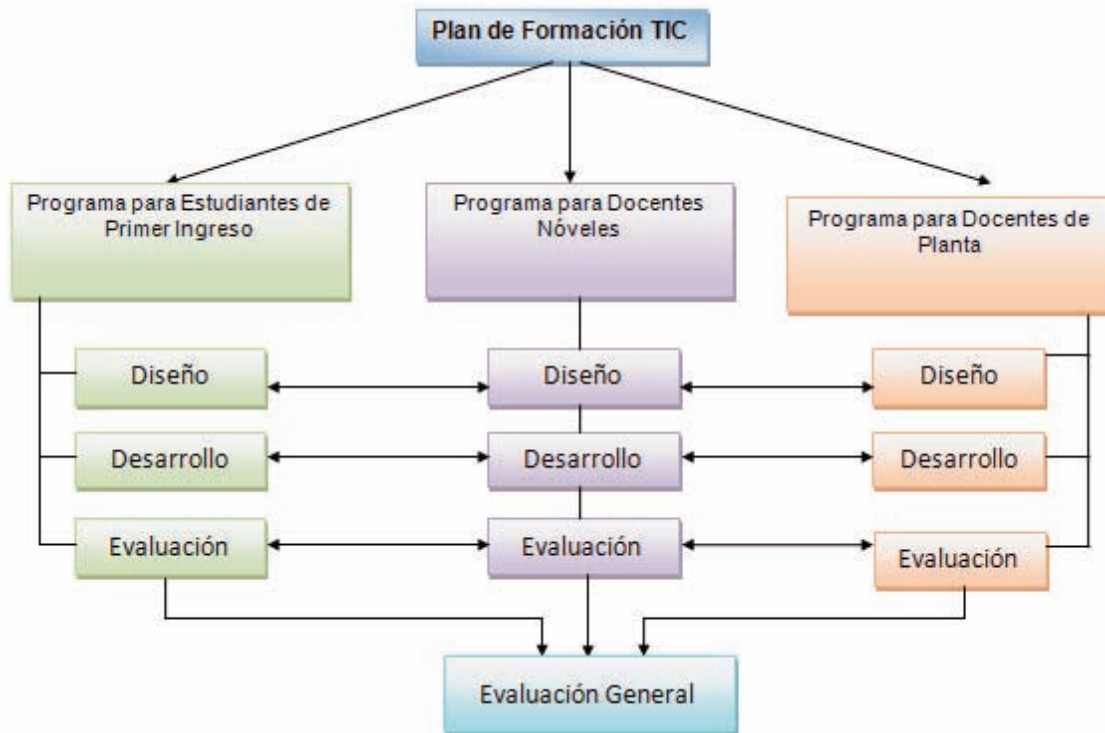 Plan de Formación TIC
Programa para Estudiantes de
Primer Ingreso
Programa para Docentes
Nóveles
Programa para Docentes de
Planta
Diseño
Diseño
Diseño
Desarrollo
Desarrollo
Desarrollo
Evaluación
Evaluación
Evaluación
Evaluación General